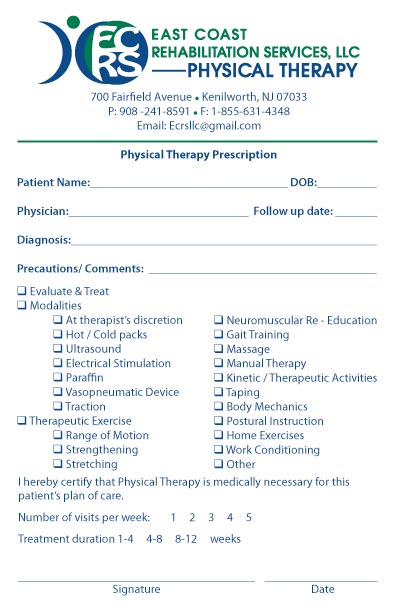 ECRS
EAST COAST
REHABILITATION SERVICES, LLC
PHYSICAL THERAPY
700 Fairfield Avenue • Kenilworth, NJ 07033
P: 908 -241-8591 • F: 1-855-631-4348
Email: Ecrsllc@gmail.com
Physical Therapy Prescription
Patient Name: DOB:
Physician: Follow up date:
Diagnosis:
Precautions/ Comments:
❑ Evaluate & Treat
❑ Modalities
❑ At therapist's discretion
❑ Hot / Cold packs
❑ Ultrasound
❑ Electrical Stimulation
❑ Paraffin
❑ Vasopneumatic Device
❑ Traction
❑ Therapeutic Exercise
❑ Range of Motion
❑ Strengthening
❑ Stretching
❑ Neuromuscular Re - Education
❑ Gait Training
❑ Massage
❑ Manual Therapy
❑ Kinetic / Therapeutic Activities
❑ Taping
❑ Body Mechanics
❑ Postural Instruction
❑ Home Exercises
❑ Work Conditioning
❑ Other
I hereby certify that Physical Therapy is medically necessary for this
patient's plan of care.
Number of visits per week: 1 2 3 4 5
Treatment duration 1-4 4-8 8-12 weeks
Signature Date